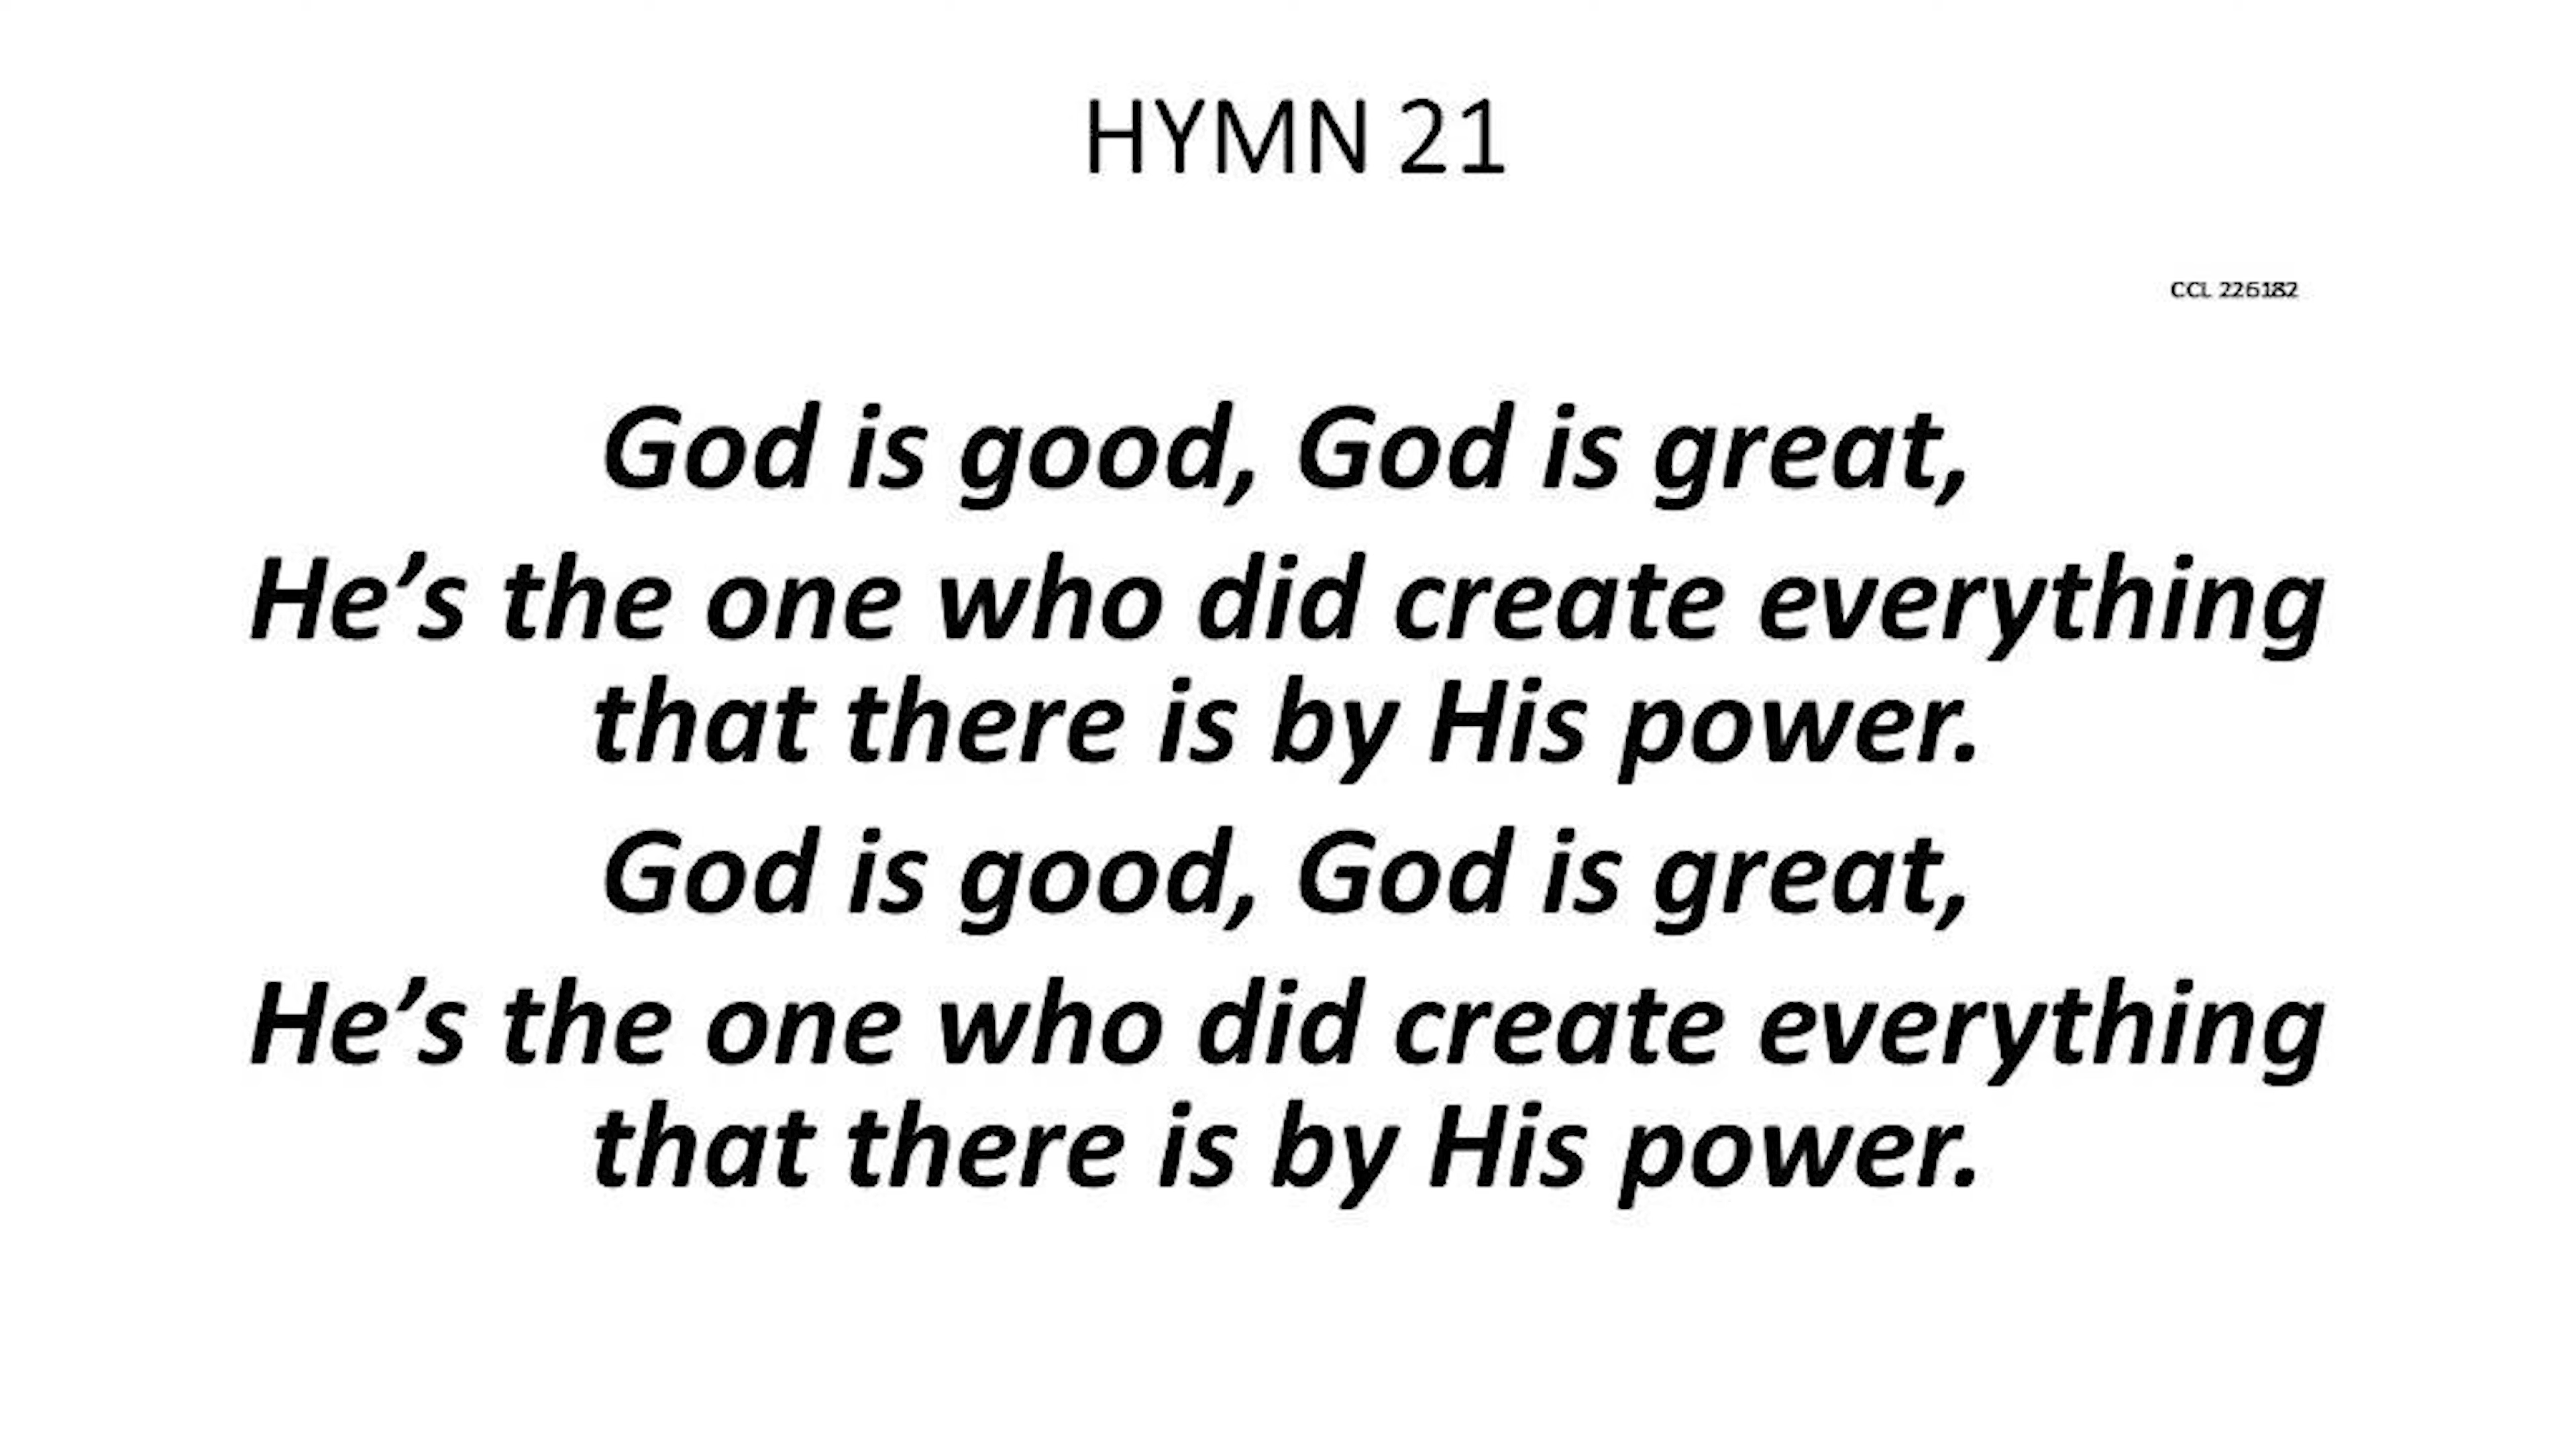 HYMN 21
CCL 226182
God is good, God is great,
He’s the one who did create everything
that there is by His power.
God is good, God is great,
He’s the one who did create everything
that there is by His power.